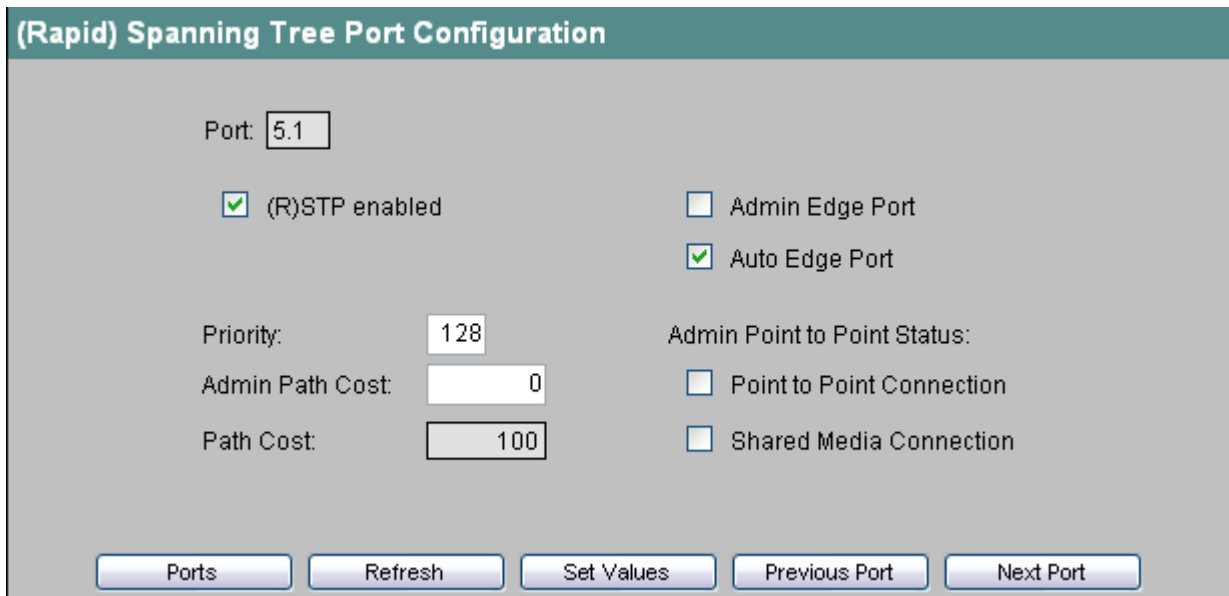 (Rapid) Spanning Tree Port Configuration
Port: 5.1
(R)STP enabled
Admin Edge Port
Auto Edge Port
Priority: 128
Admin Point to Point Status:
Admin Path Cost: 0
Point to Point Connection
Path Cost: 100
Shared Media Connection
Ports
Refresh
Set Values
Previous Port
Next Port